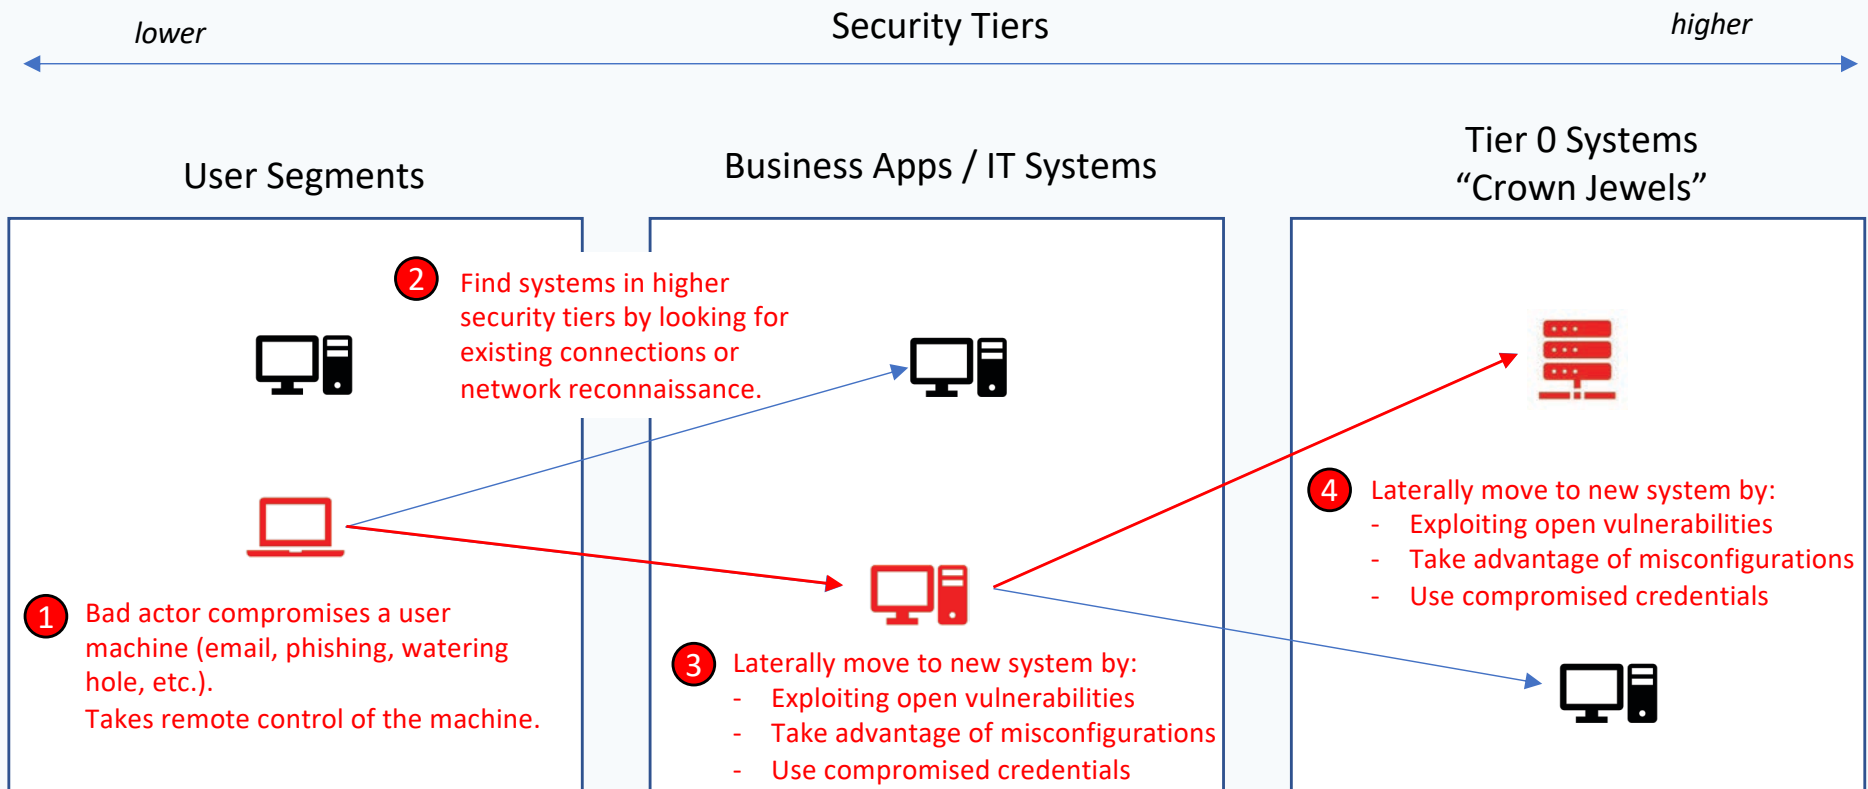 lower
Security Tiers
higher
User Segments
Business Apps / IT Systems
Tier 0 Systems
“Crown Jewels”
2
Find systems in higher
security tiers by looking for
existing connections or
network reconnaissance.
1
Bad actor compromises a user
machine (email, phishing, watering
hole, etc.).
Takes remote control of the machine.
3
Laterally move to new system by:
- Exploiting open vulnerabilities
- Take advantage of misconfigurations
- Use compromised credentials
4
Laterally move to new system by:
- Exploiting open vulnerabilities
- Take advantage of misconfigurations
- Use compromised credentials